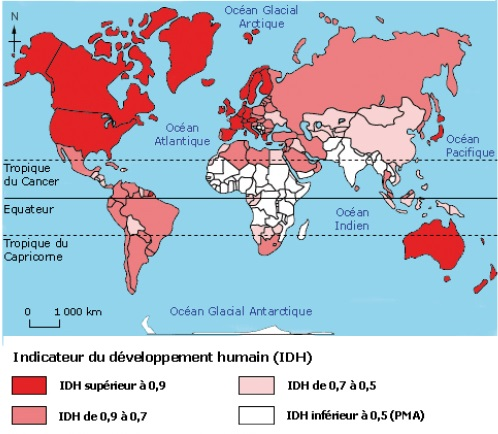 Océan Glacial
Arctique
N
Océan
Atlantique
Océan
Pacifique
Tropique
du Cancer
Equateur
Océan
Indien
Tropique du
Capricorne
0 1 000 km
Océan Glacial Antarctique
Indicateur du développement humain (IDH)
IDH supérieur à 0,9
IDH de 0,7 à 0,5
IDH de 0,9 à 0,7
IDH inférieur à 0,5 (PMA)